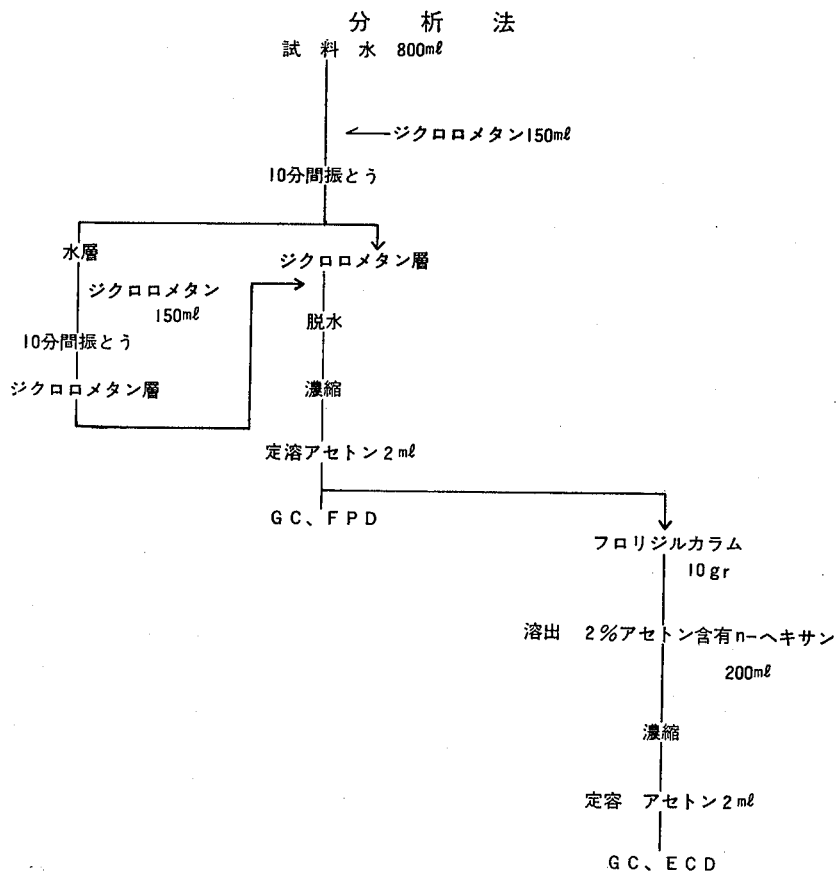 分析法
試料水 800mℓ
ジクロロメタン150mℓ
10分間振とう
水層
ジクロロメタン層
ジクロロメタン
150mℓ
脱水
10分間振とう
ジクロロメタン層
濃縮
定溶アセトン2mℓ
GC、FPD
フロリジルカラム
10gr
溶出 2%アセトン含有n-ヘキサン
200mℓ
濃縮
定容 アセトン2mℓ
GC、ECD